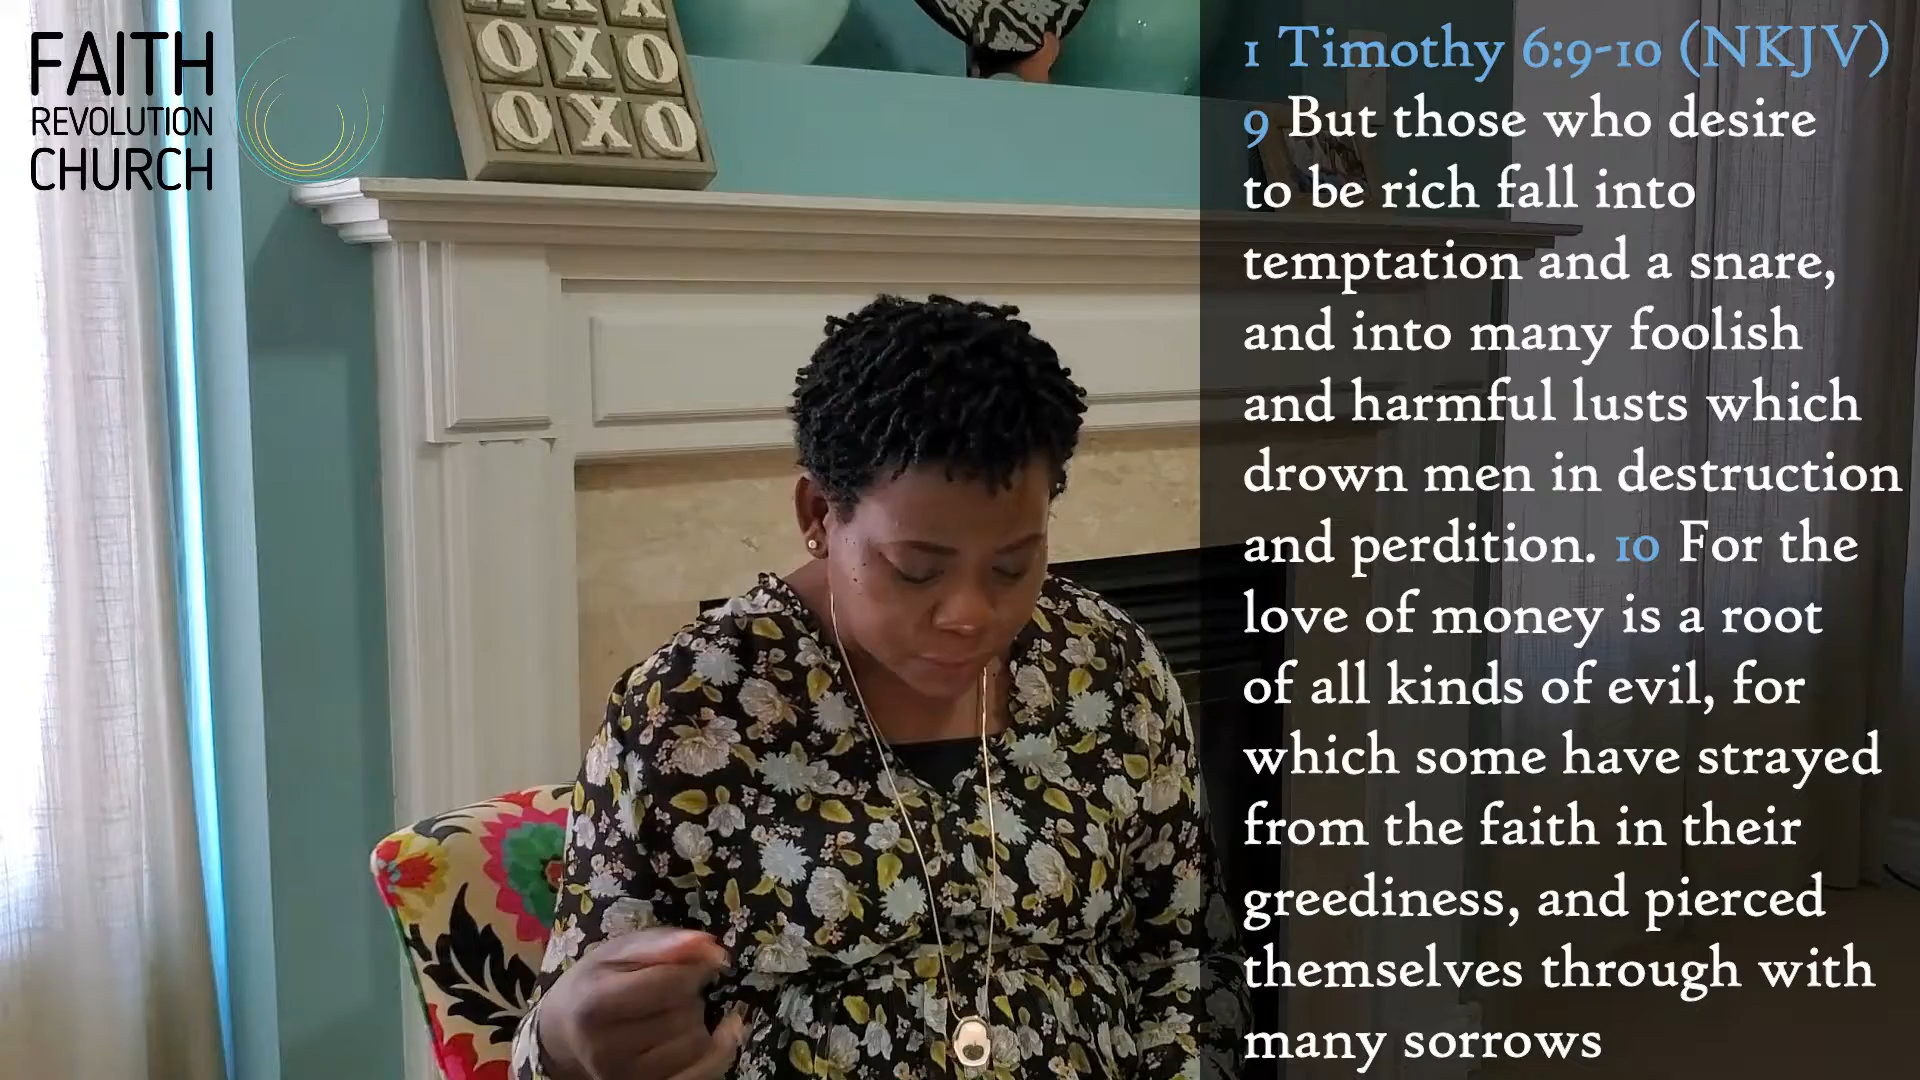 FAITH
REVOLUTION
CHURCH
XXX
OXO
OXO
1 Timothy 6:9-10 (NKJV)
9 But those who desire
to be rich fall into
temptation and a snare,
and into many foolish
and harmful lusts which
drown men in destruction
and perdition. 10 For the
love of money is a root
of all kinds of evil, for
which some have strayed
from the faith in their
greediness, and pierced
themselves through with
many sorrows